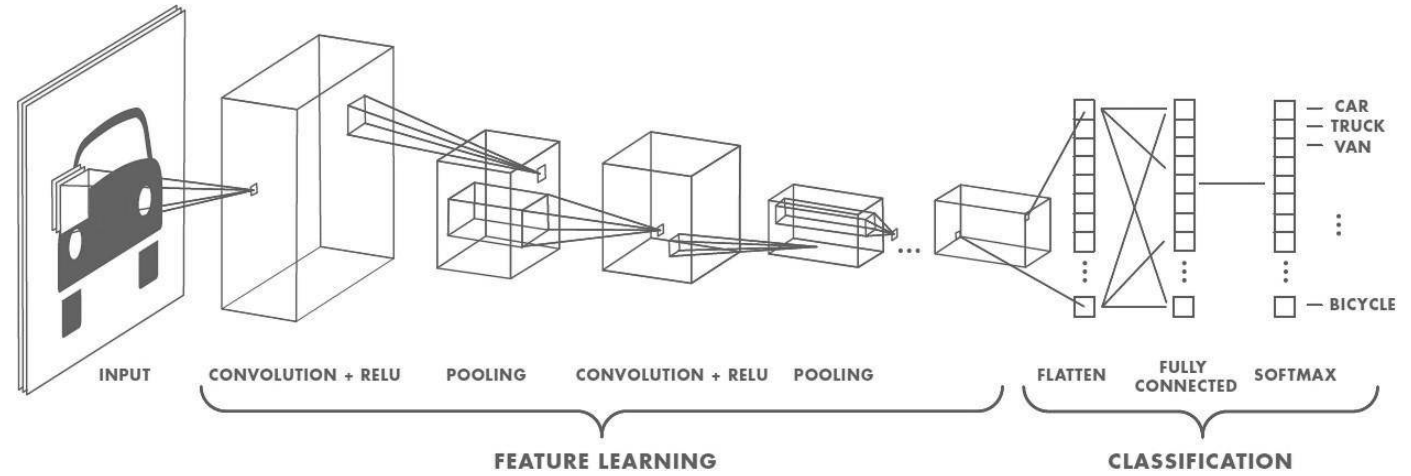 CAR
TRUCK
VAN
BICYCLE
INPUT
CONVOLUTION + RELU
POOLING
CONVOLUTION + RELU
POOLING
FLATTEN
FULLY
CONNECTED
SOFTMAX
FEATURE LEARNING
CLASSIFICATION